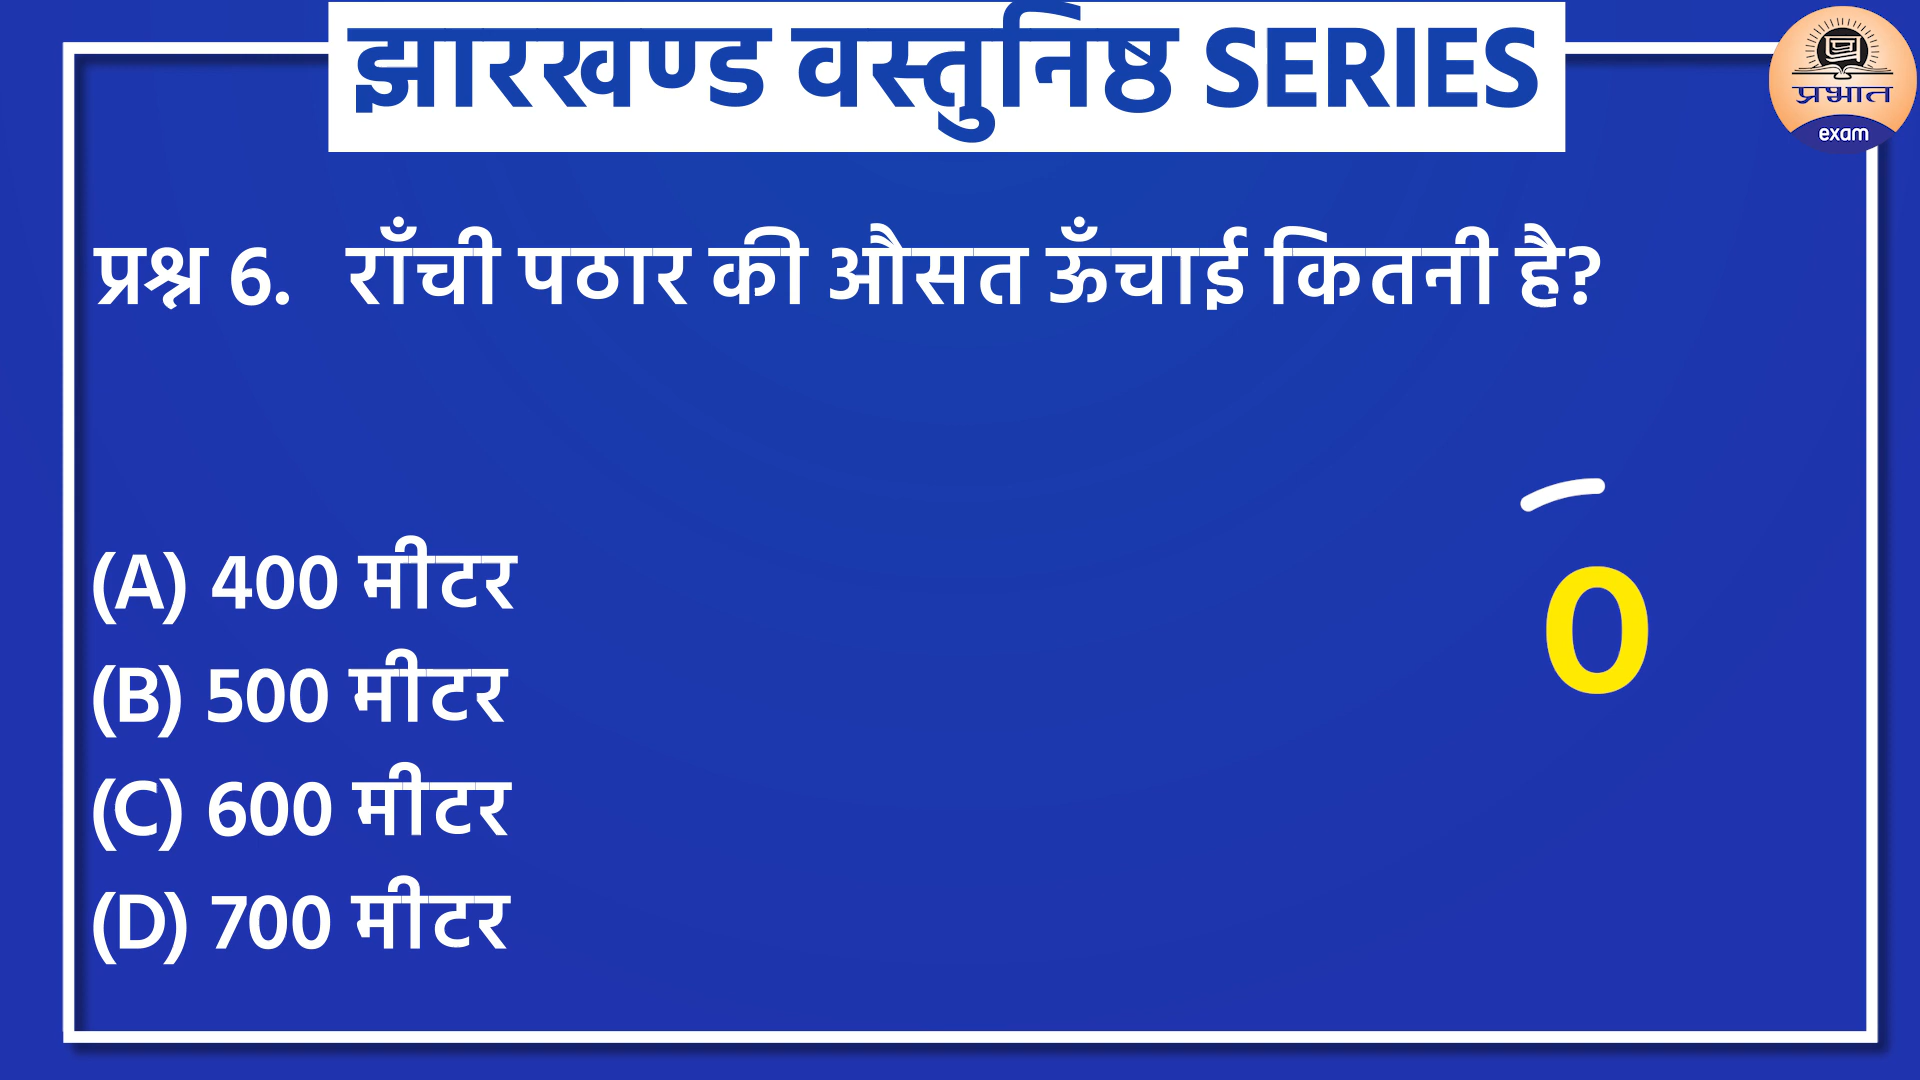 झारखण्ड वस्तुनिष्ठ SERIES
प्रभात
exam
प्रश्न 6. राँची पठार की औसत ऊँचाई कितनी है?
0
(A) 400 मीटर
(B) 500 मीटर
(C) 600 मीटर
(D) 700 मीटर